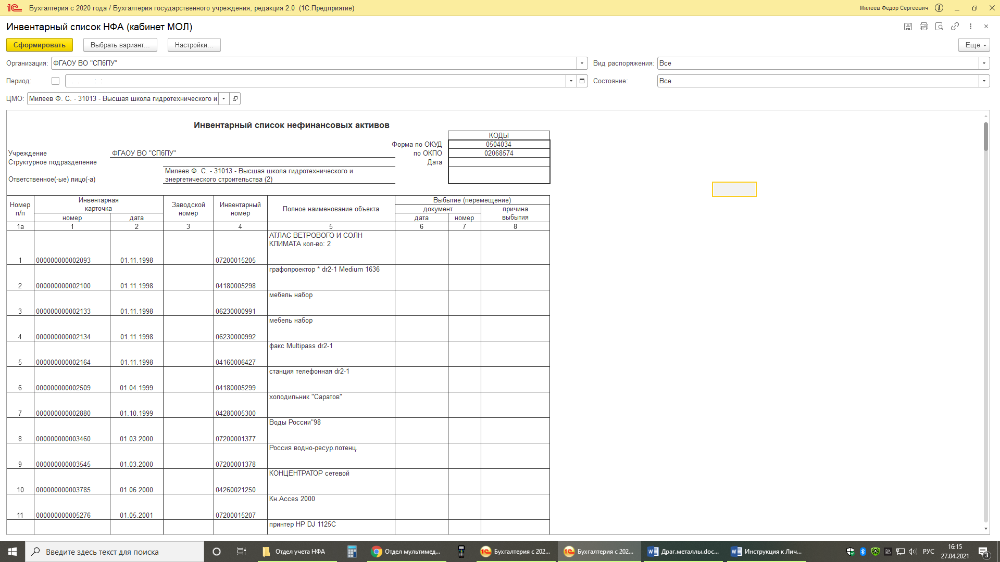 1С Бухгалтерия с 2020 года / Бухгалтерия государственного учреждения, редакция 2.0 (1С:Предприятие) Милеев Федор Сергеевич
Инвентарный список НФА (кабинет МОЛ)
Сформировать Выбрать вариант... Настройки... Еще
Организация: ФГАОУ ВО "СПбПУ" Вид распоряжения: Все
Период: . . : : Состояние: Все
ЦМО: Милеев Ф. С. - 31013 - Высшая школа гидротехнического и
Инвентарный список нефинансовых активов
КОДЫ
Форма по ОКУД 0504034
Учреждение ФГАОУ ВО "СПбПУ" по ОКПО 02068574
Структурное подразделение Дата
Ответственное(-ые) лицо(-а) Милеев Ф. С. - 31013 - Высшая школа гидротехнического и
энергетического строительства (2)
Номер п/п Инвентарная карточка Заводской номер Инвентарный номер Полное наименование объекта Выбытие (перемещение)
документ причина выбытия
номер дата дата номер
1а 1 2 3 4 5 6 7 8
АТЛАС ВЕТРОВОГО И СОЛН
КЛИМАТА кол-во: 2
1 000000000002093 01.11.1998 07200015205
графопроектор * dr2-1 Medium 1636
2 000000000002100 01.11.1998 04180005298
мебель набор
3 000000000002133 01.11.1998 06230000991
мебель набор
4 000000000002134 01.11.1998 06230000992
факс Multipass dr2-1
5 000000000002164 01.11.1998 04160006427
станция телефонная dr2-1
6 000000000002509 01.04.1999 04180005299
холодильник "Саратов"
7 000000000002880 01.10.1999 04280005300
Воды России"98
8 000000000003460 01.03.2000 07200001377
Россия водно-ресур.потенц.
9 000000000003545 01.03.2000 07200001378
КОНЦЕНТРАТОР сетевой
10 000000000003785 01.06.2000 04260021250
Кн.Acces 2000
11 000000000005276 01.05.2001 07200015207
принтер HP DJ 1125C
Введите здесь текст для поиска Отдел учета НФА Отдел мультимед... Бухгалтерия с 202... Бухгалтерия с 202... Драг.металлы.doc... Инструкция к Лич... РУС 16:15
27.04.2021 3